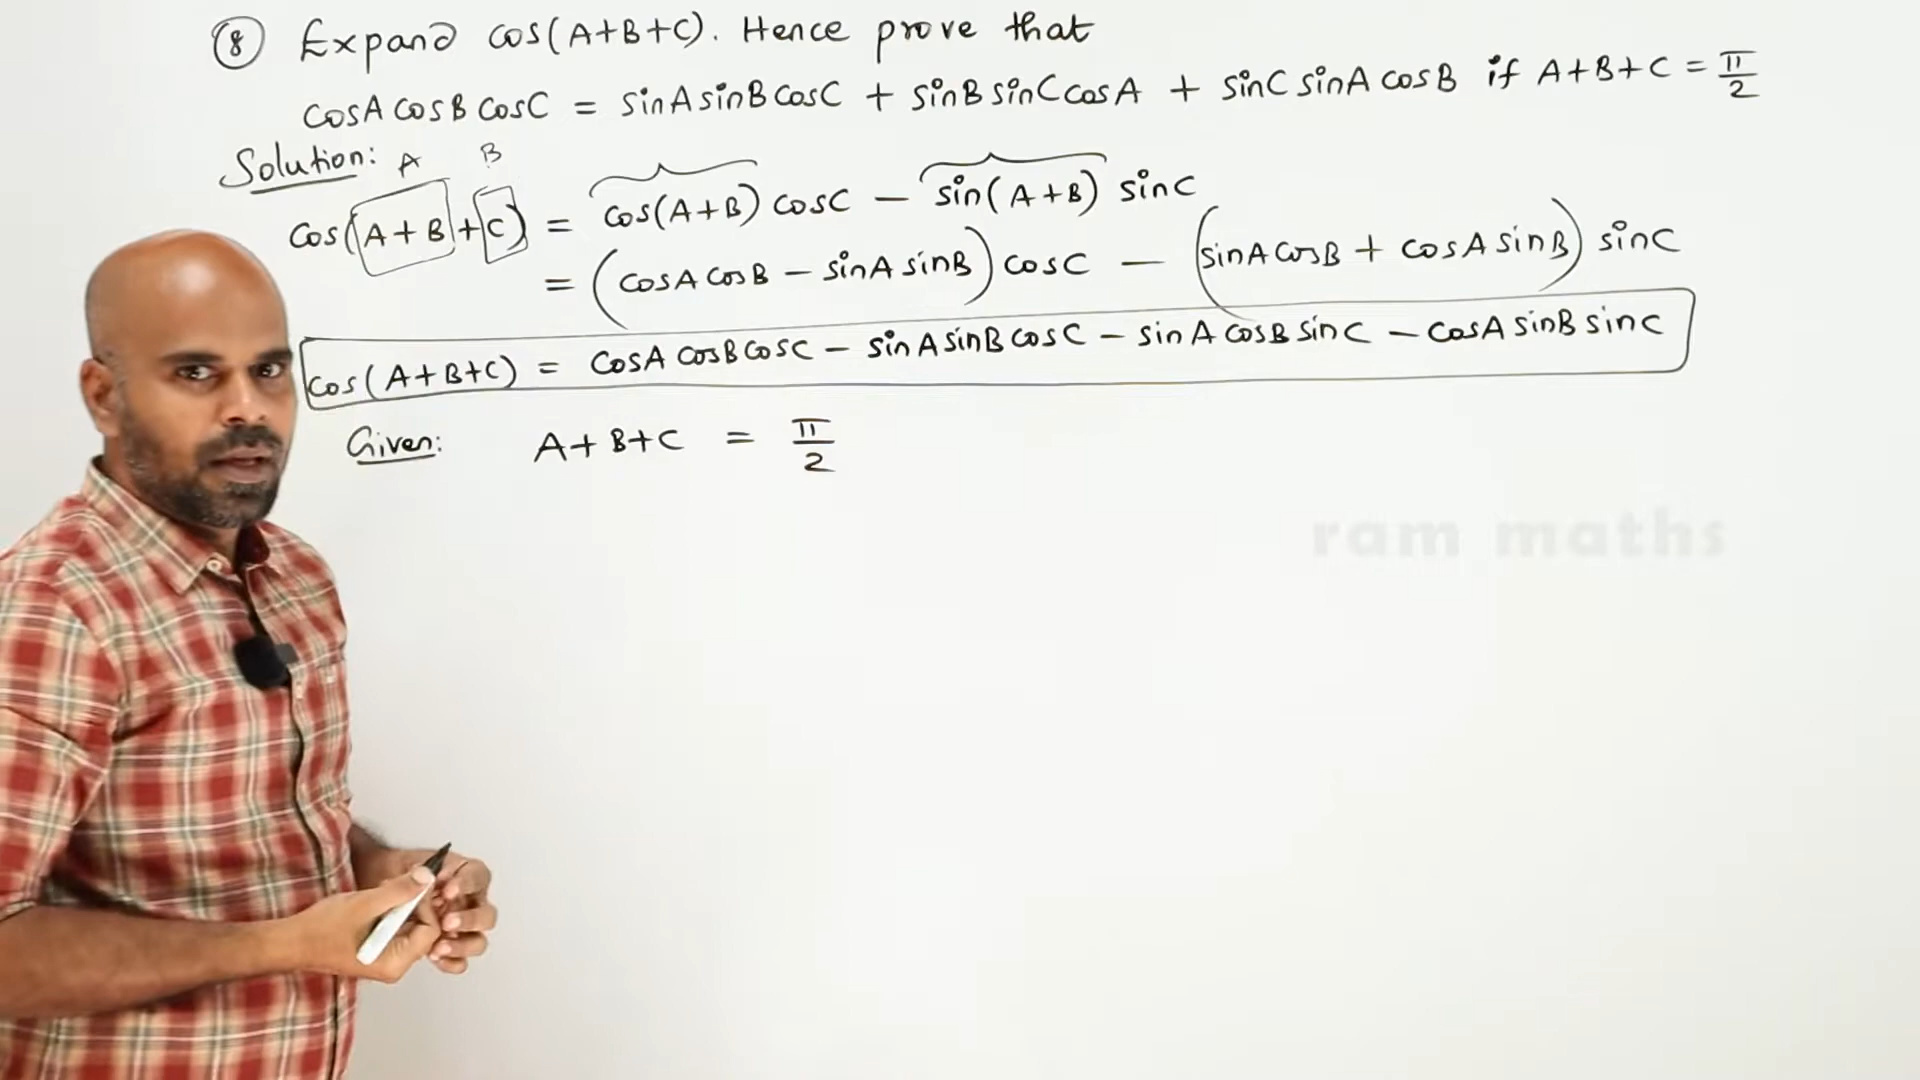 ⑧ Expand cos(A+B+C). Hence prove that
cosA cosB cosC = sinA sinB cosC + sinB sinC cosA + sinC sinA cosB if A+B+C = π/2
Solution: A B
cos(A+B+C) = cos(A+B) cosC − sin(A+B) sinC
= (cosA cosB − sinA sinB) cosC − (sinA cosB + cosA sinB) sinC
cos(A+B+C) = cosA cosB cosC − sinA sinB cosC − sinA cosB sinC − cosA sinB sinC
Given: A+B+C = π/2
ram maths